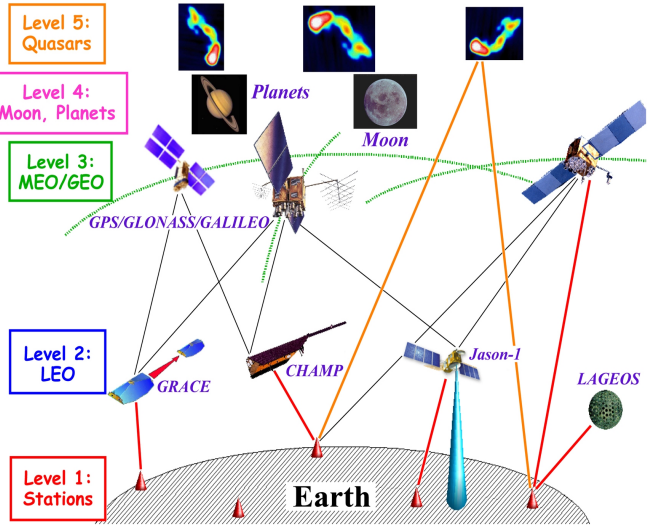 Level 5:
Quasars
Level 4:
Moon, Planets
Planets
Moon
Level 3:
MEO/GEO
GPS/GLONASS/GALILEO
Level 2:
LEO
GRACE
CHAMP
Jason-1
LAGEOS
Level 1:
Stations
Earth